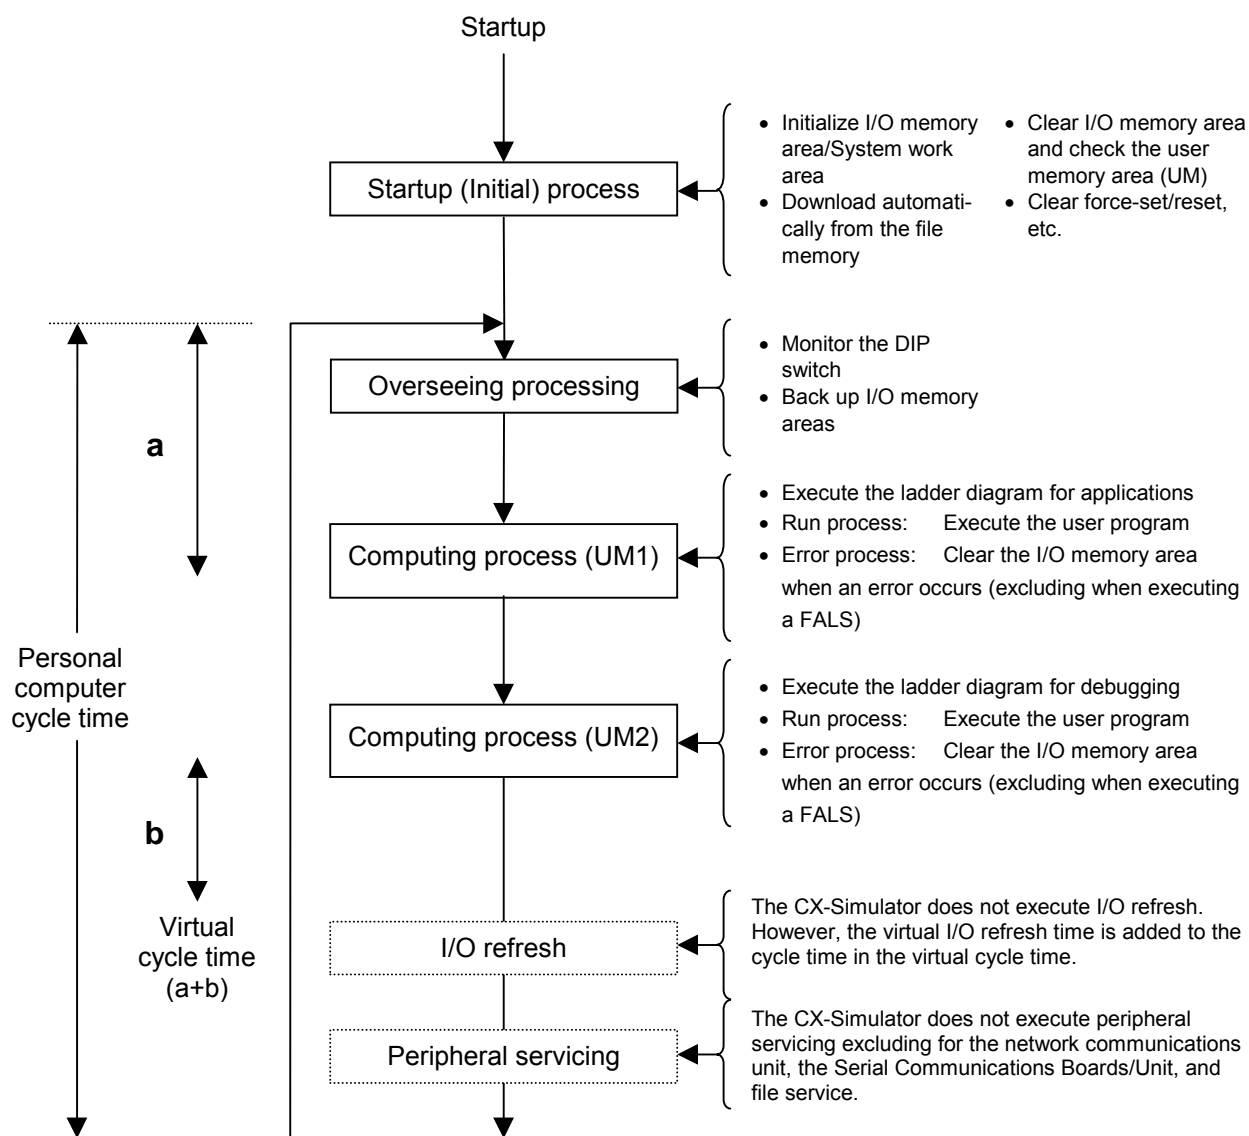 Startup
Startup (Initial) process
• Initialize I/O memory
area/System work
area
• Download automati-
cally from the file
memory
• Clear I/O memory area
and check the user
memory area (UM)
• Clear force-set/reset,
etc.
Overseeing processing
• Monitor the DIP
switch
• Back up I/O memory
areas
a
Computing process (UM1)
• Execute the ladder diagram for applications
• Run process: Execute the user program
• Error process: Clear the I/O memory area
when an error occurs (excluding when executing
a FALS)
Personal
computer
cycle time
Computing process (UM2)
• Execute the ladder diagram for debugging
• Run process: Execute the user program
• Error process: Clear the I/O memory area
when an error occurs (excluding when executing
a FALS)
b
Virtual
cycle time
(a+b)
I/O refresh
The CX-Simulator does not execute I/O refresh.
However, the virtual I/O refresh time is added to the
cycle time in the virtual cycle time.
Peripheral servicing
The CX-Simulator does not execute peripheral
servicing excluding for the network communications
unit, the Serial Communications Boards/Unit, and
file service.